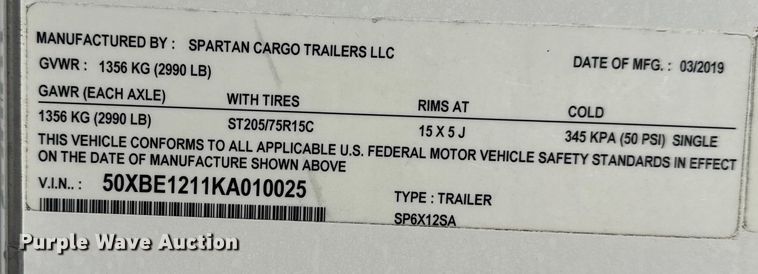 MANUFACTURED BY : SPARTAN CARGO TRAILERS LLC
GVWR : 1356 KG (2990 LB) DATE OF MFG. : 03/2019
GAWR (EACH AXLE) WITH TIRES RIMS AT COLD
1356 KG (2990 LB) ST205/75R15C 15 X 5 J 345 KPA (50 PSI) SINGLE
THIS VEHICLE CONFORMS TO ALL APPLICABLE U.S. FEDERAL MOTOR VEHICLE SAFETY STANDARDS IN EFFECT
ON THE DATE OF MANUFACTURE SHOWN ABOVE
V.I.N.. : 50XBE1211KA010025 TYPE : TRAILER
SP6X12SA
Purple Wave Auction